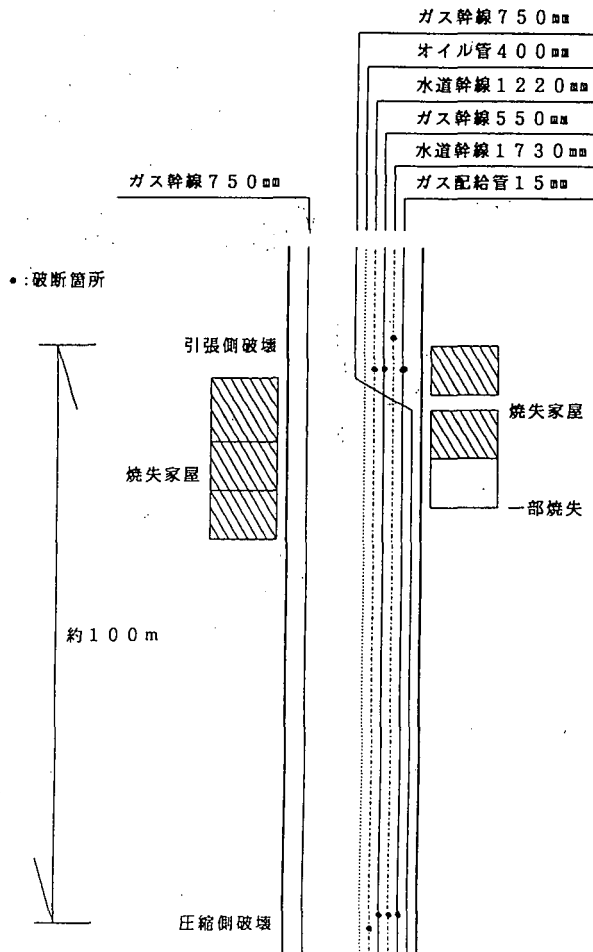 ガス幹線750㎜
オイル管400㎜
水道幹線1220㎜
ガス幹線550㎜
水道幹線1730㎜
ガス配給管15㎜
ガス幹線750㎜
•:破断箇所
引張側破壊
焼失家屋
焼失家屋
一部焼失
約100m
圧縮側破壊